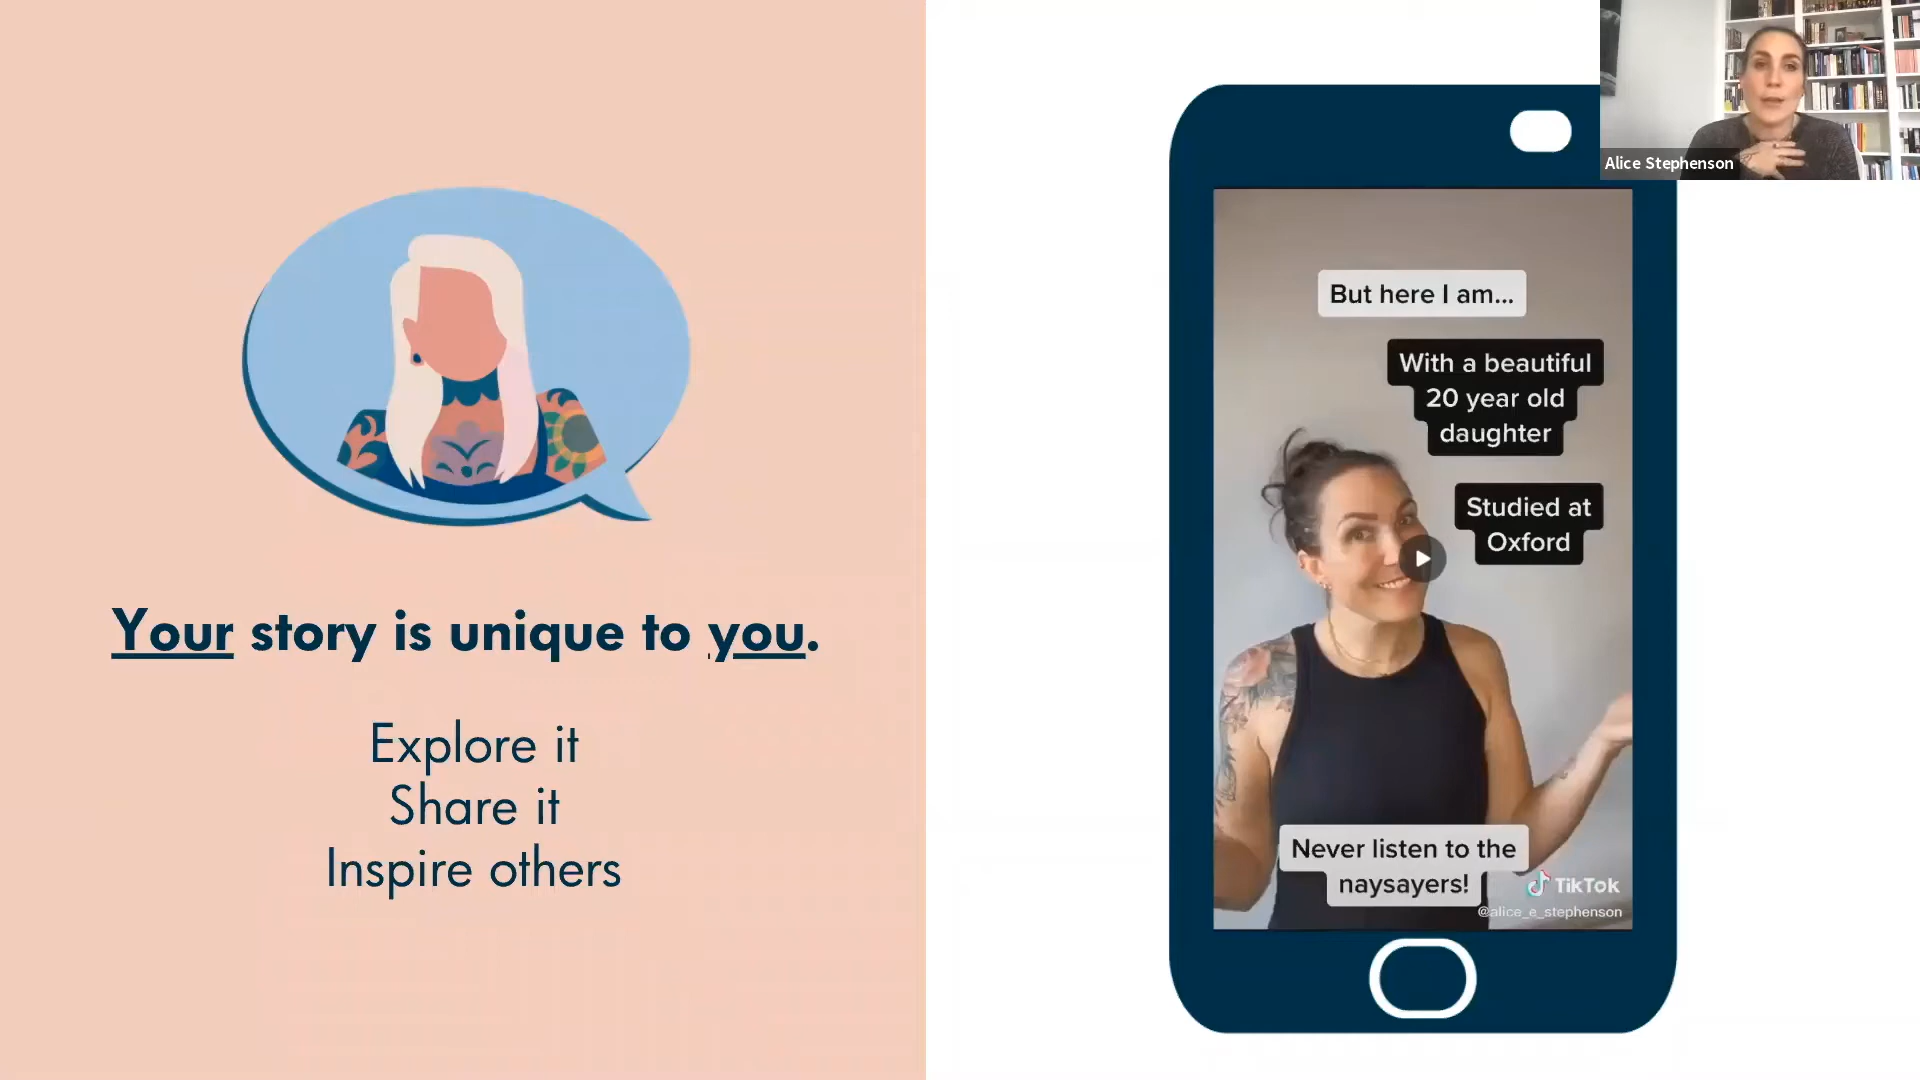 Your story is unique to you.
Explore it
Share it
Inspire others
But here I am...
With a beautiful
20 year old
daughter
Studied at
Oxford
Never listen to the
naysayers!
TikTok
@alice_e_stephenson
Alice Stephenson